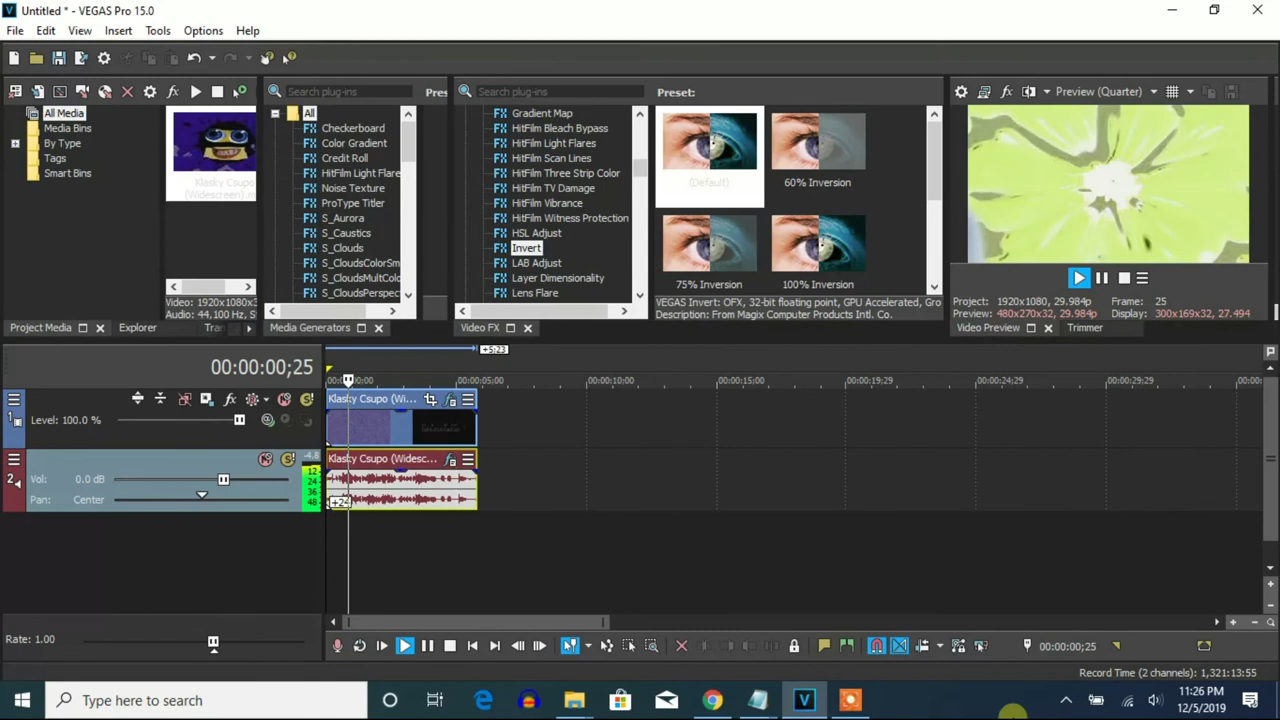 Untitled * - VEGAS Pro 15.0
File Edit View Insert Tools Options Help
Search plug-ins
Search plug-ins
Preset:
Preview (Quarter)
All Media
Media Bins
By Type
Tags
Smart Bins
Klasky Csupo
(Widescreen).m
Video: 1920x1080x3
Audio: 44,100 Hz, S
Project Media
Explorer
Pres
All
Checkerboard
Color Gradient
Credit Roll
HitFilm Light Flare
Noise Texture
ProType Titler
S_Aurora
S_Caustics
S_Clouds
S_CloudsColorSm
S_CloudsMultColo
S_CloudsPerspec
Media Generators
Gradient Map
HitFilm Bleach Bypass
HitFilm Light Flares
HitFilm Scan Lines
HitFilm Three Strip Color
HitFilm TV Damage
HitFilm Vibrance
HitFilm Witness Protection
HSL Adjust
Invert
LAB Adjust
Layer Dimensionality
Lens Flare
Video FX
(Default)
60% Inversion
75% Inversion
100% Inversion
VEGAS Invert: OFX, 32-bit floating point, GPU Accelerated, Gro
Description: From Magix Computer Products Intl. Co.
Project: 1920x1080, 29.984p
Frame: 25
Preview: 480x270x32, 29.984p
Display: 300x169x32, 27.494
Video Preview
Trimmer
00:00:00;25
+5;23
00:00:05;00
00:00:10;00
00:00:15;00
00:00:19;29
00:00:24;29
00:00:29;29
00:00:
1
Level: 100.0 %
Klasky Csupo (Wi...
2
-4.8
Vol: 0.0 dB
Pan: Center
12
24
36
48
Klasky Csupo (Widesc...
Rate: 1.00
00:00:00;25
Record Time (2 channels): 1,321:13:55
Type here to search
11:26 PM
12/5/2019